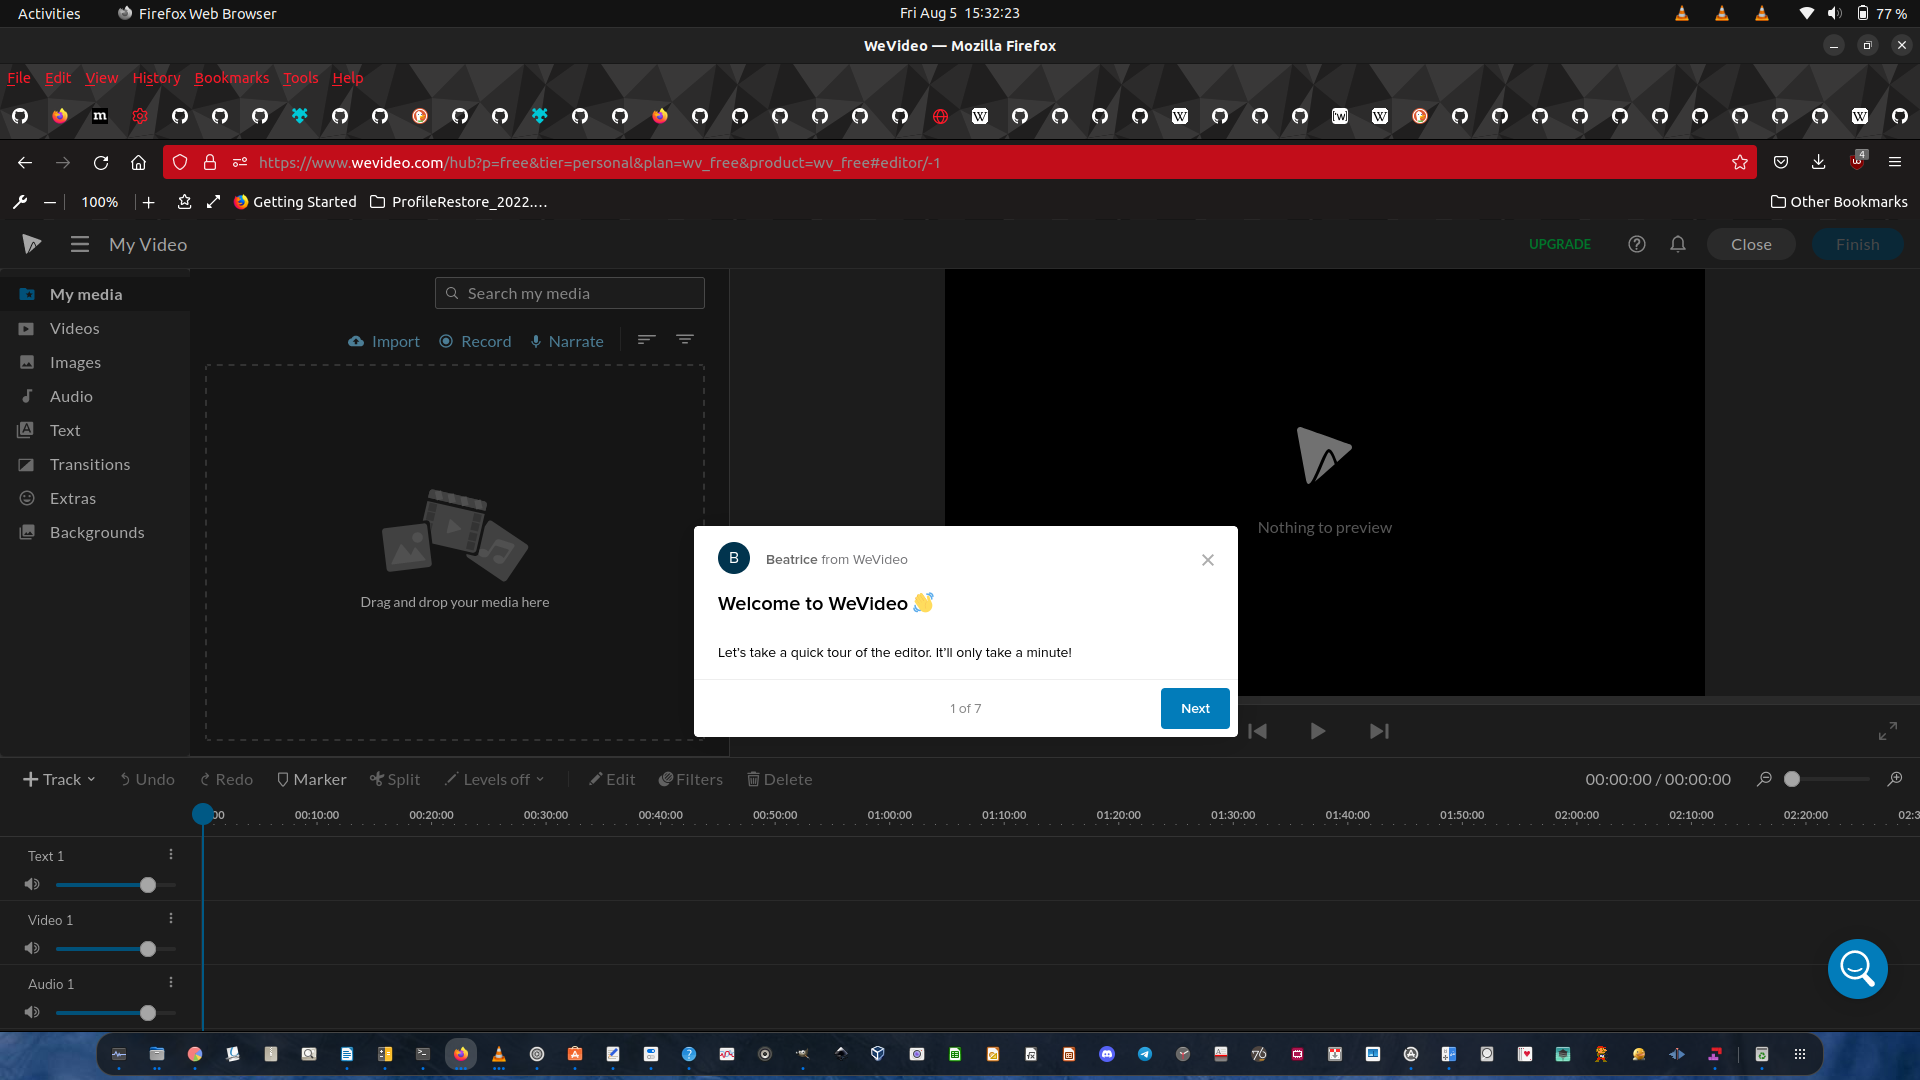 Activities
Firefox Web Browser
Fri Aug 5 15:32:23
77 %
WeVideo — Mozilla Firefox
File Edit View History Bookmarks Tools Help
https://www.wevideo.com/hub?p=free&tier=personal&plan=wv_free&product=wv_free#editor/-1
4
100%
Getting Started
ProfileRestore_2022.…
Other Bookmarks
My Video
UPGRADE
Close
Finish
My media
Videos
Images
Audio
Text
Transitions
Extras
Backgrounds
Search my media
Import
Record
Narrate
Drag and drop your media here
Nothing to preview
B
Beatrice from WeVideo
Welcome to WeVideo 👋
Let's take a quick tour of the editor. It'll only take a minute!
1 of 7
Next
Track
Undo
Redo
Marker
Split
Levels off
Edit
Filters
Delete
00:00:00 / 00:00:00
:00 00:10:00 00:20:00 00:30:00 00:40:00 00:50:00 01:00:00 01:10:00 01:20:00 01:30:00 01:40:00 01:50:00 02:00:00 02:10:00 02:20:00 02:3
Text 1
Video 1
Audio 1